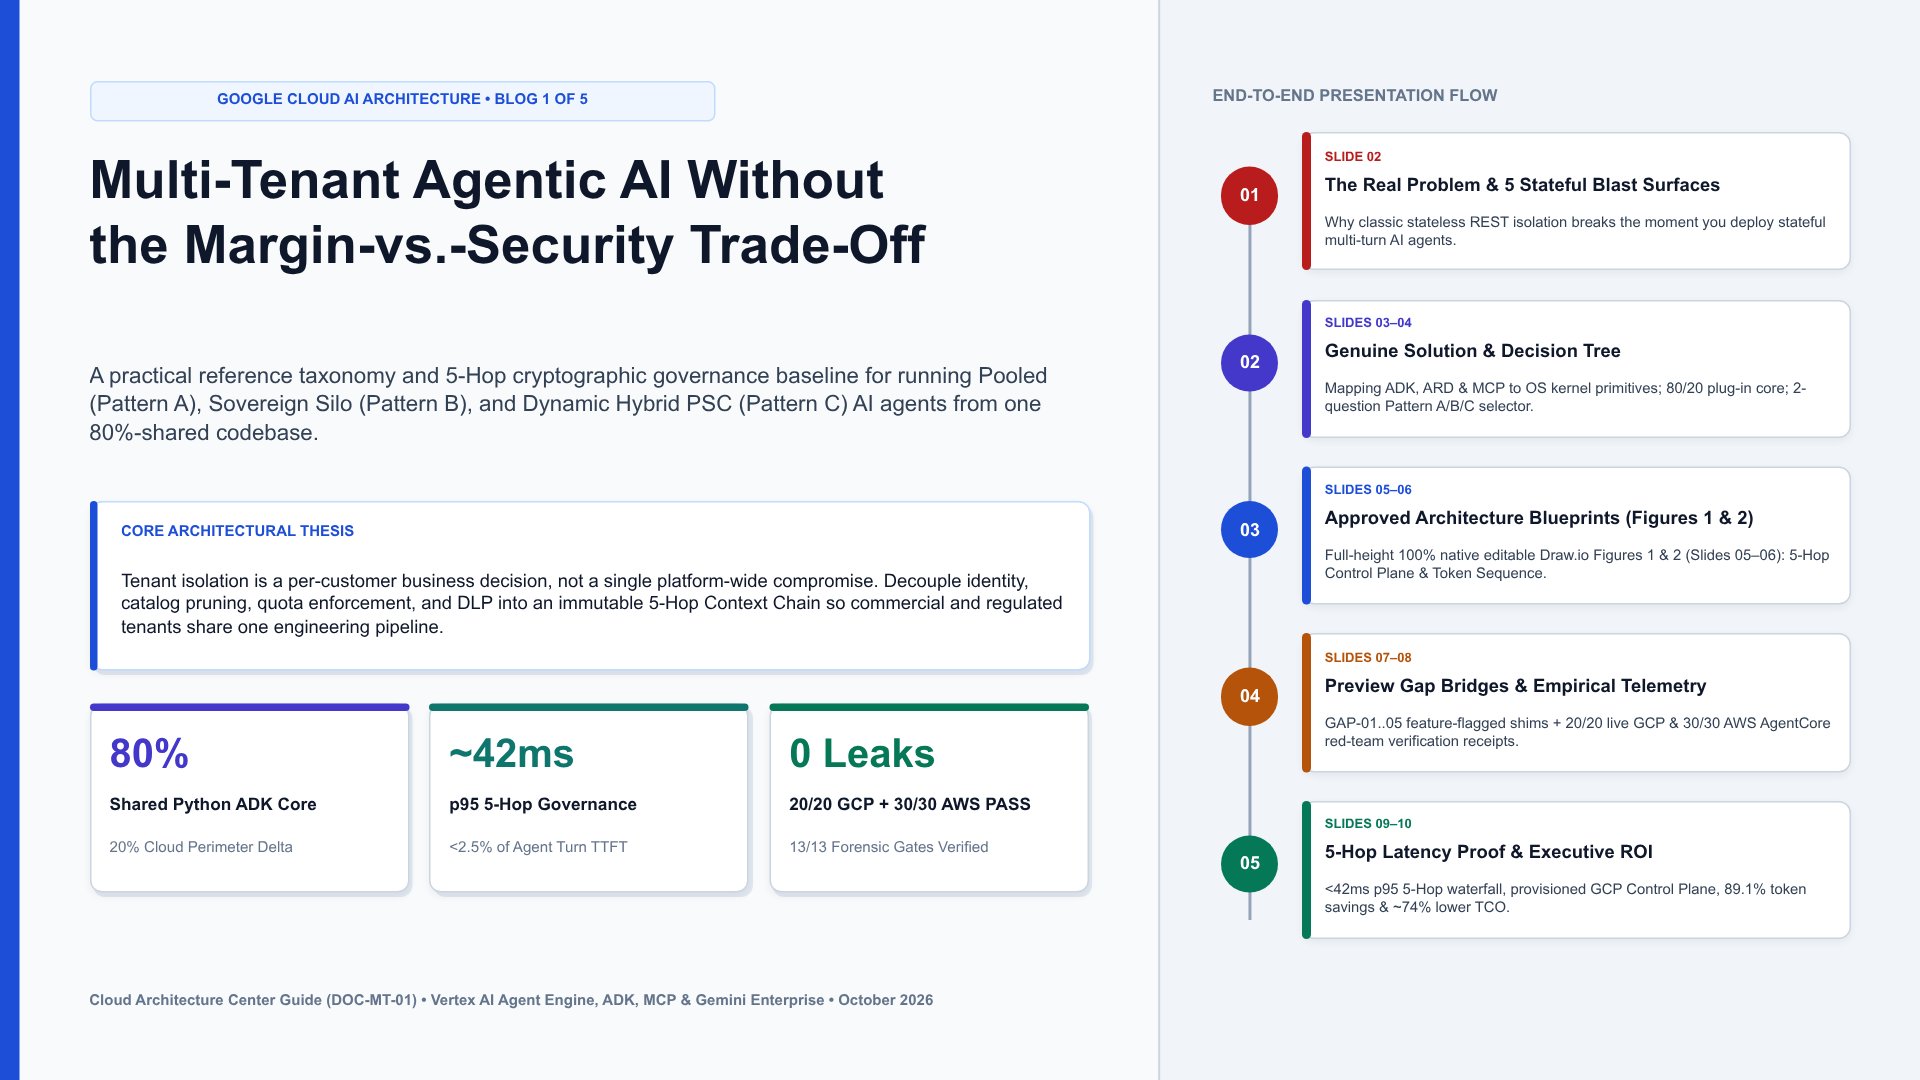 GOOGLE CLOUD AI ARCHITECTURE • BLOG 1 OF 5
Multi-Tenant Agentic AI Without
the Margin-vs.-Security Trade-Off
A practical reference taxonomy and 5-Hop cryptographic governance baseline for running Pooled
(Pattern A), Sovereign Silo (Pattern B), and Dynamic Hybrid PSC (Pattern C) AI agents from one
80%-shared codebase.
CORE ARCHITECTURAL THESIS
Tenant isolation is a per-customer business decision, not a single platform-wide compromise. Decouple identity,
catalog pruning, quota enforcement, and DLP into an immutable 5-Hop Context Chain so commercial and regulated
tenants share one engineering pipeline.
80%
Shared Python ADK Core
20% Cloud Perimeter Delta
~42ms
p95 5-Hop Governance
<2.5% of Agent Turn TTFT
0 Leaks
20/20 GCP + 30/30 AWS PASS
13/13 Forensic Gates Verified
Cloud Architecture Center Guide (DOC-MT-01) • Vertex AI Agent Engine, ADK, MCP & Gemini Enterprise • October 2026
END-TO-END PRESENTATION FLOW
01
SLIDE 02
The Real Problem & 5 Stateful Blast Surfaces
Why classic stateless REST isolation breaks the moment you deploy stateful
multi-turn AI agents.
02
SLIDES 03–04
Genuine Solution & Decision Tree
Mapping ADK, ARD & MCP to OS kernel primitives; 80/20 plug-in core; 2-
question Pattern A/B/C selector.
03
SLIDES 05–06
Approved Architecture Blueprints (Figures 1 & 2)
Full-height 100% native editable Draw.io Figures 1 & 2 (Slides 05–06): 5-Hop
Control Plane & Token Sequence.
04
SLIDES 07–08
Preview Gap Bridges & Empirical Telemetry
GAP-01..05 feature-flagged shims + 20/20 live GCP & 30/30 AWS AgentCore
red-team verification receipts.
05
SLIDES 09–10
5-Hop Latency Proof & Executive ROI
<42ms p95 5-Hop waterfall, provisioned GCP Control Plane, 89.1% token
savings & ~74% lower TCO.